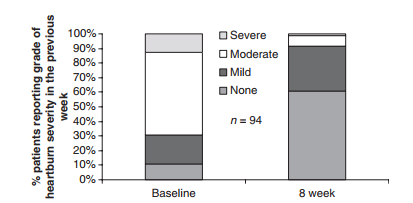 % patients reporting grade of
heartburn severity in the previous
week
100%
90%
80%
70%
60%
50%
40%
30%
20%
10%
0%
Severe
Moderate
Mild
None
n = 94
Baseline
8 week